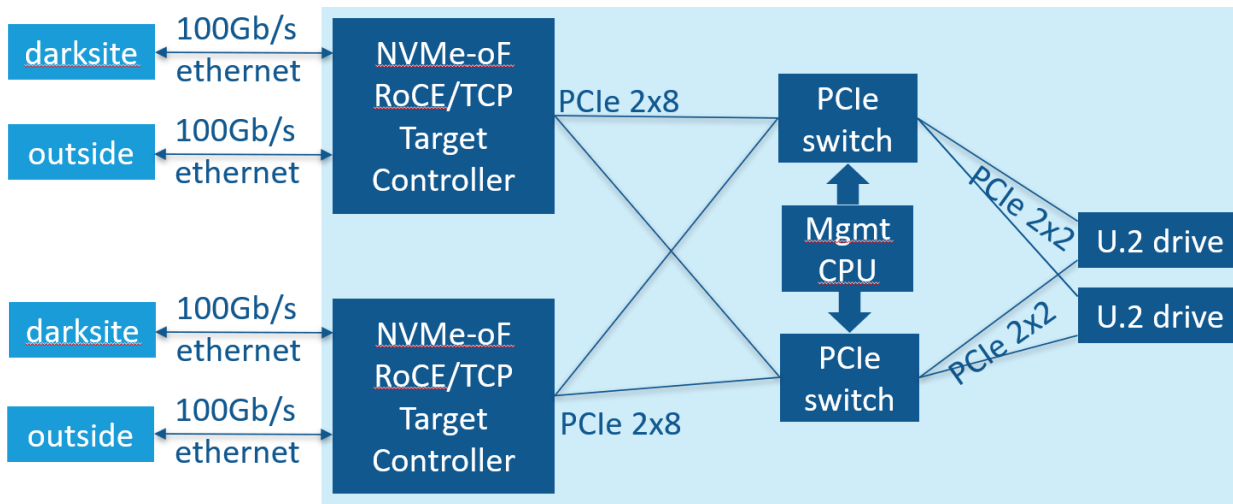 darksite
100Gb/s
ethernet
outside
100Gb/s
ethernet
NVMe-oF
RoCE/TCP
Target
Controller
PCIe 2x8
PCIe
switch
Mgmt
CPU
PCIe 2x2
U.2 drive
U.2 drive
PCIe 2x2
darksite
100Gb/s
ethernet
outside
100Gb/s
ethernet
NVMe-oF
RoCE/TCP
Target
Controller
PCIe 2x8
PCIe
switch